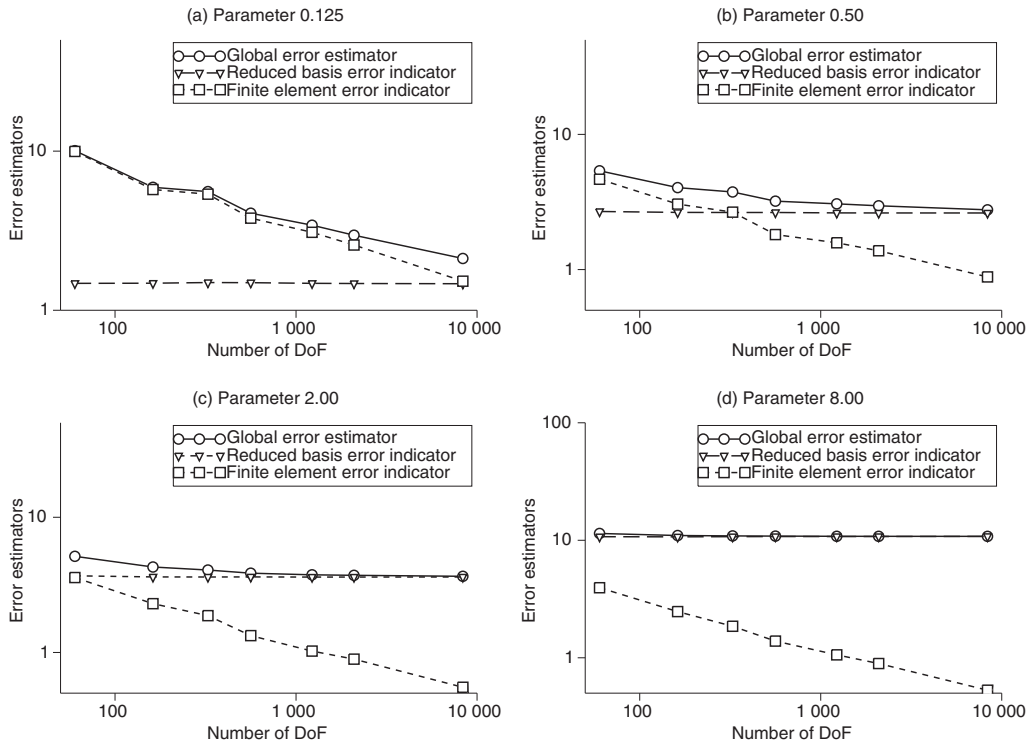 (a) Parameter 0.125
Global error estimator
Reduced basis error indicator
Finite element error indicator
10
1
Error estimators
100
1 000
10 000
Number of DoF
(b) Parameter 0.50
Global error estimator
Reduced basis error indicator
Finite element error indicator
10
1
Error estimators
100
1 000
10 000
Number of DoF
(c) Parameter 2.00
Global error estimator
Reduced basis error indicator
Finite element error indicator
10
1
Error estimators
100
1 000
10 000
Number of DoF
(d) Parameter 8.00
100
Global error estimator
Reduced basis error indicator
Finite element error indicator
10
1
Error estimators
100
1 000
10 000
Number of DoF